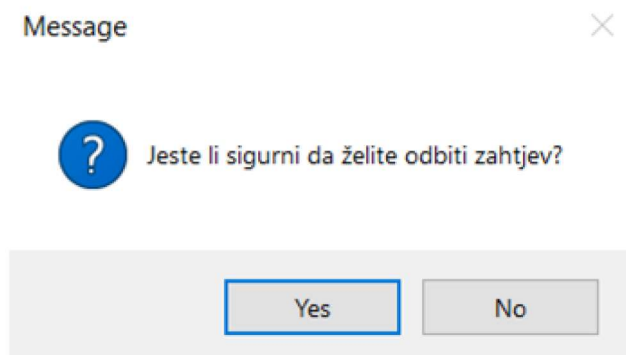 Message
Jeste li sigurni da želite odbiti zahtjev?
Yes
No